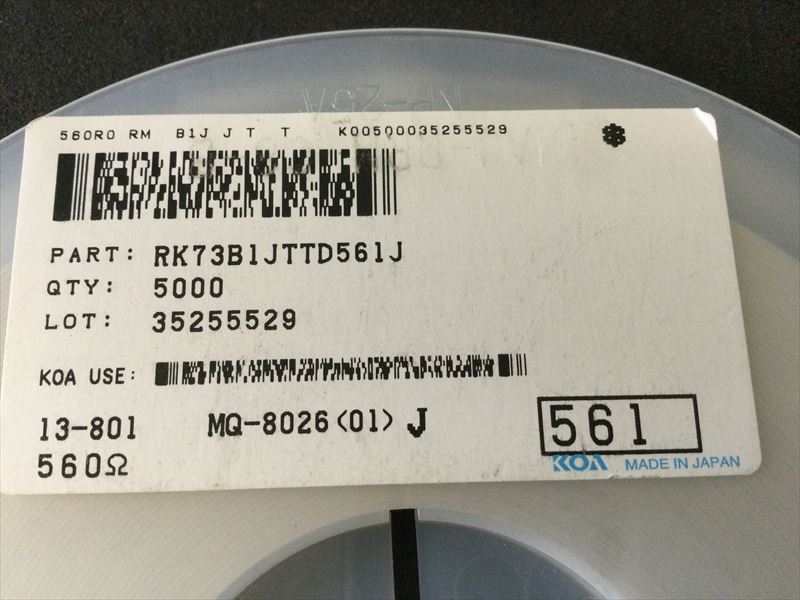 560R0 RM B1J J T T K00500035255529
PART: RK73B1JTTD561J
QTY: 5000
LOT: 35255529
KOA USE:
13-801 MQ-8026(01) J
561
560Ω
KOA MADE IN JAPAN